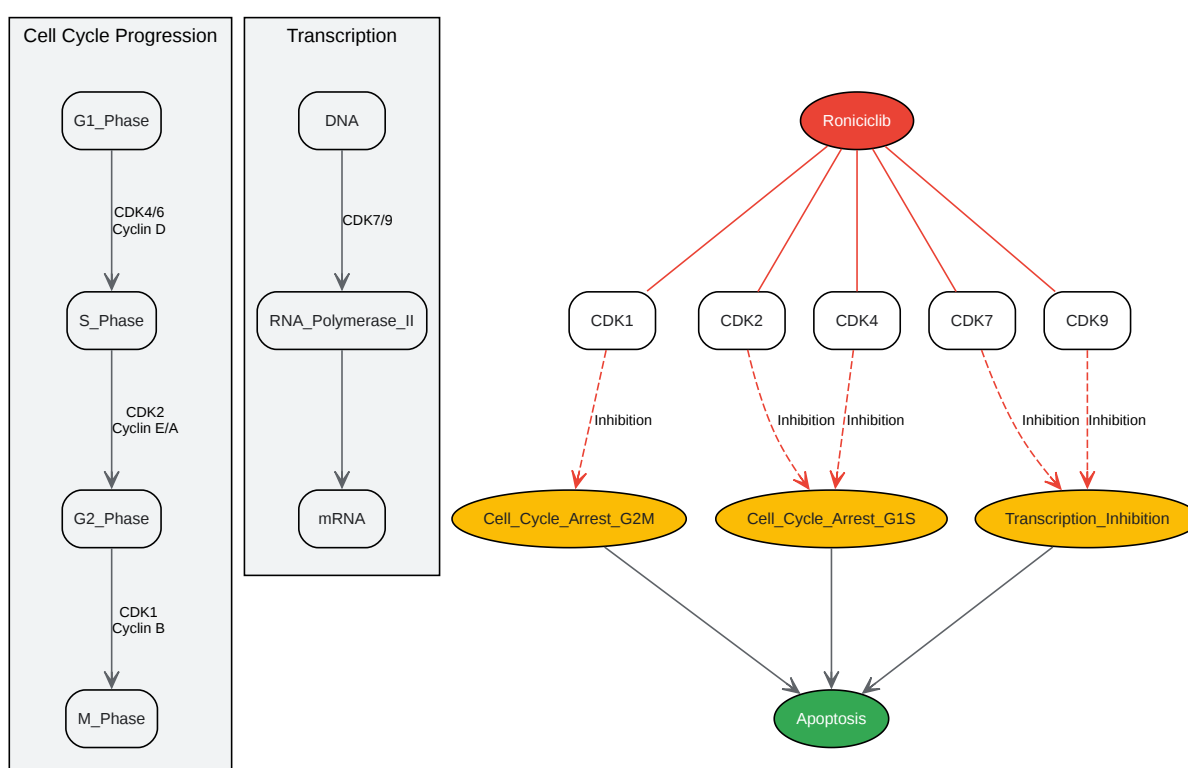 Cell Cycle Progression
G1_Phase
CDK4/6
Cyclin D
S_Phase
CDK2
Cyclin E/A
G2_Phase
CDK1
Cyclin B
M_Phase
Transcription
DNA
CDK7/9
RNA_Polymerase_II
mRNA
Roniciclib
CDK1
CDK2
CDK4
CDK7
CDK9
Inhibition
Inhibition
Inhibition
Inhibition
Inhibition
Cell_Cycle_Arrest_G2M
Cell_Cycle_Arrest_G1S
Transcription_Inhibition
Apoptosis